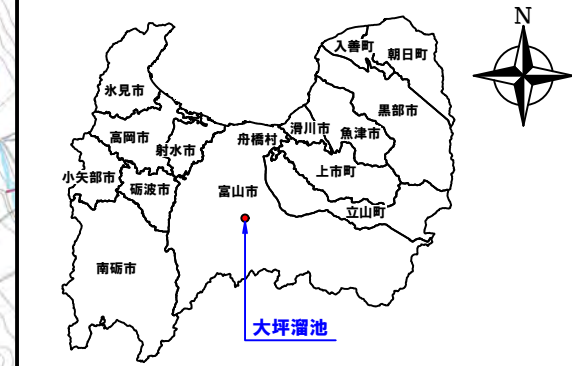 N
入善町
朝日町
氷見市
黒部市
高岡市
射水市
舟橋村
滑川市
魚津市
小矢部市
砺波市
富山市
上市町
立山町
南砺市
大坪溜池